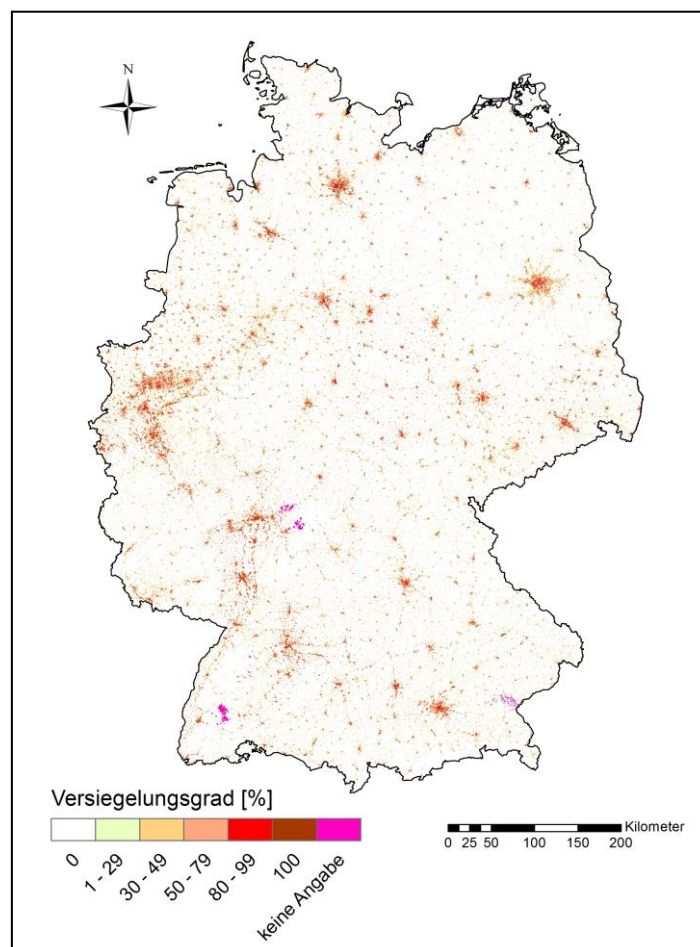 N
Versiegelungsgrad [%]
0
1 - 29
30 - 49
50 - 79
80 - 99
100
keine Angabe
Kilometer
0 25 50 100 150 200